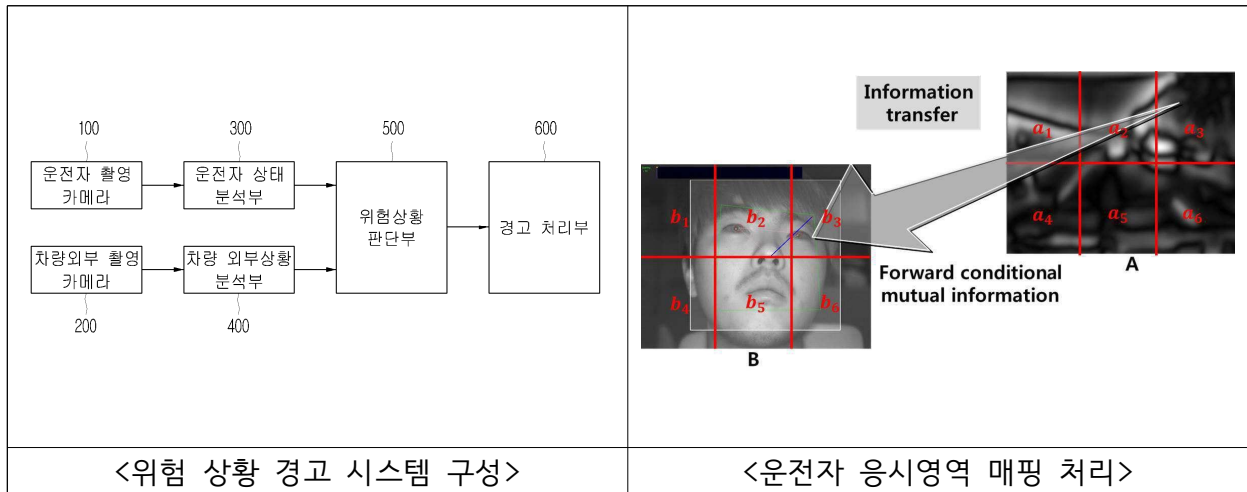 100
300
500
600
운전자 촬영
카메라
운전자 상태
분석부
위험상황
판단부
경고 처리부
차량외부 촬영
카메라
차량 외부상황
분석부
200
400
<위험 상황 경고 시스템 구성>
Information
transfer
a₁ a₂ a₃
a₄ a₅ a₆
A
b₁ b₂ b₃
b₄ b₅ b₆
B
Forward conditional
mutual information
<운전자 응시영역 매핑 처리>